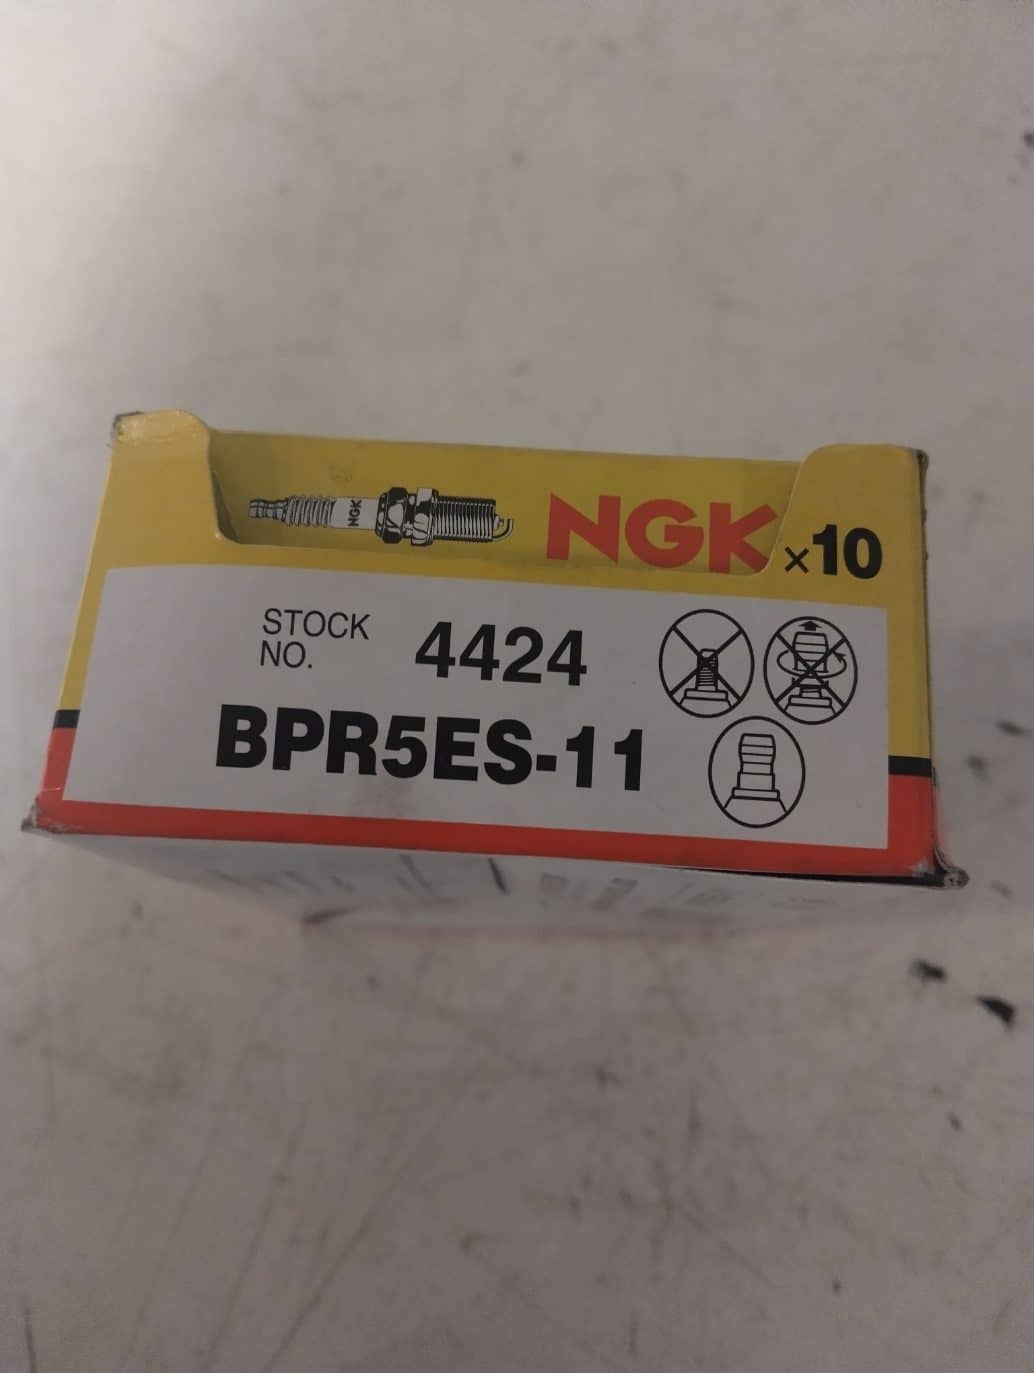 NGK
NGK ×10
STOCK
NO.
4424
BPR5ES-11